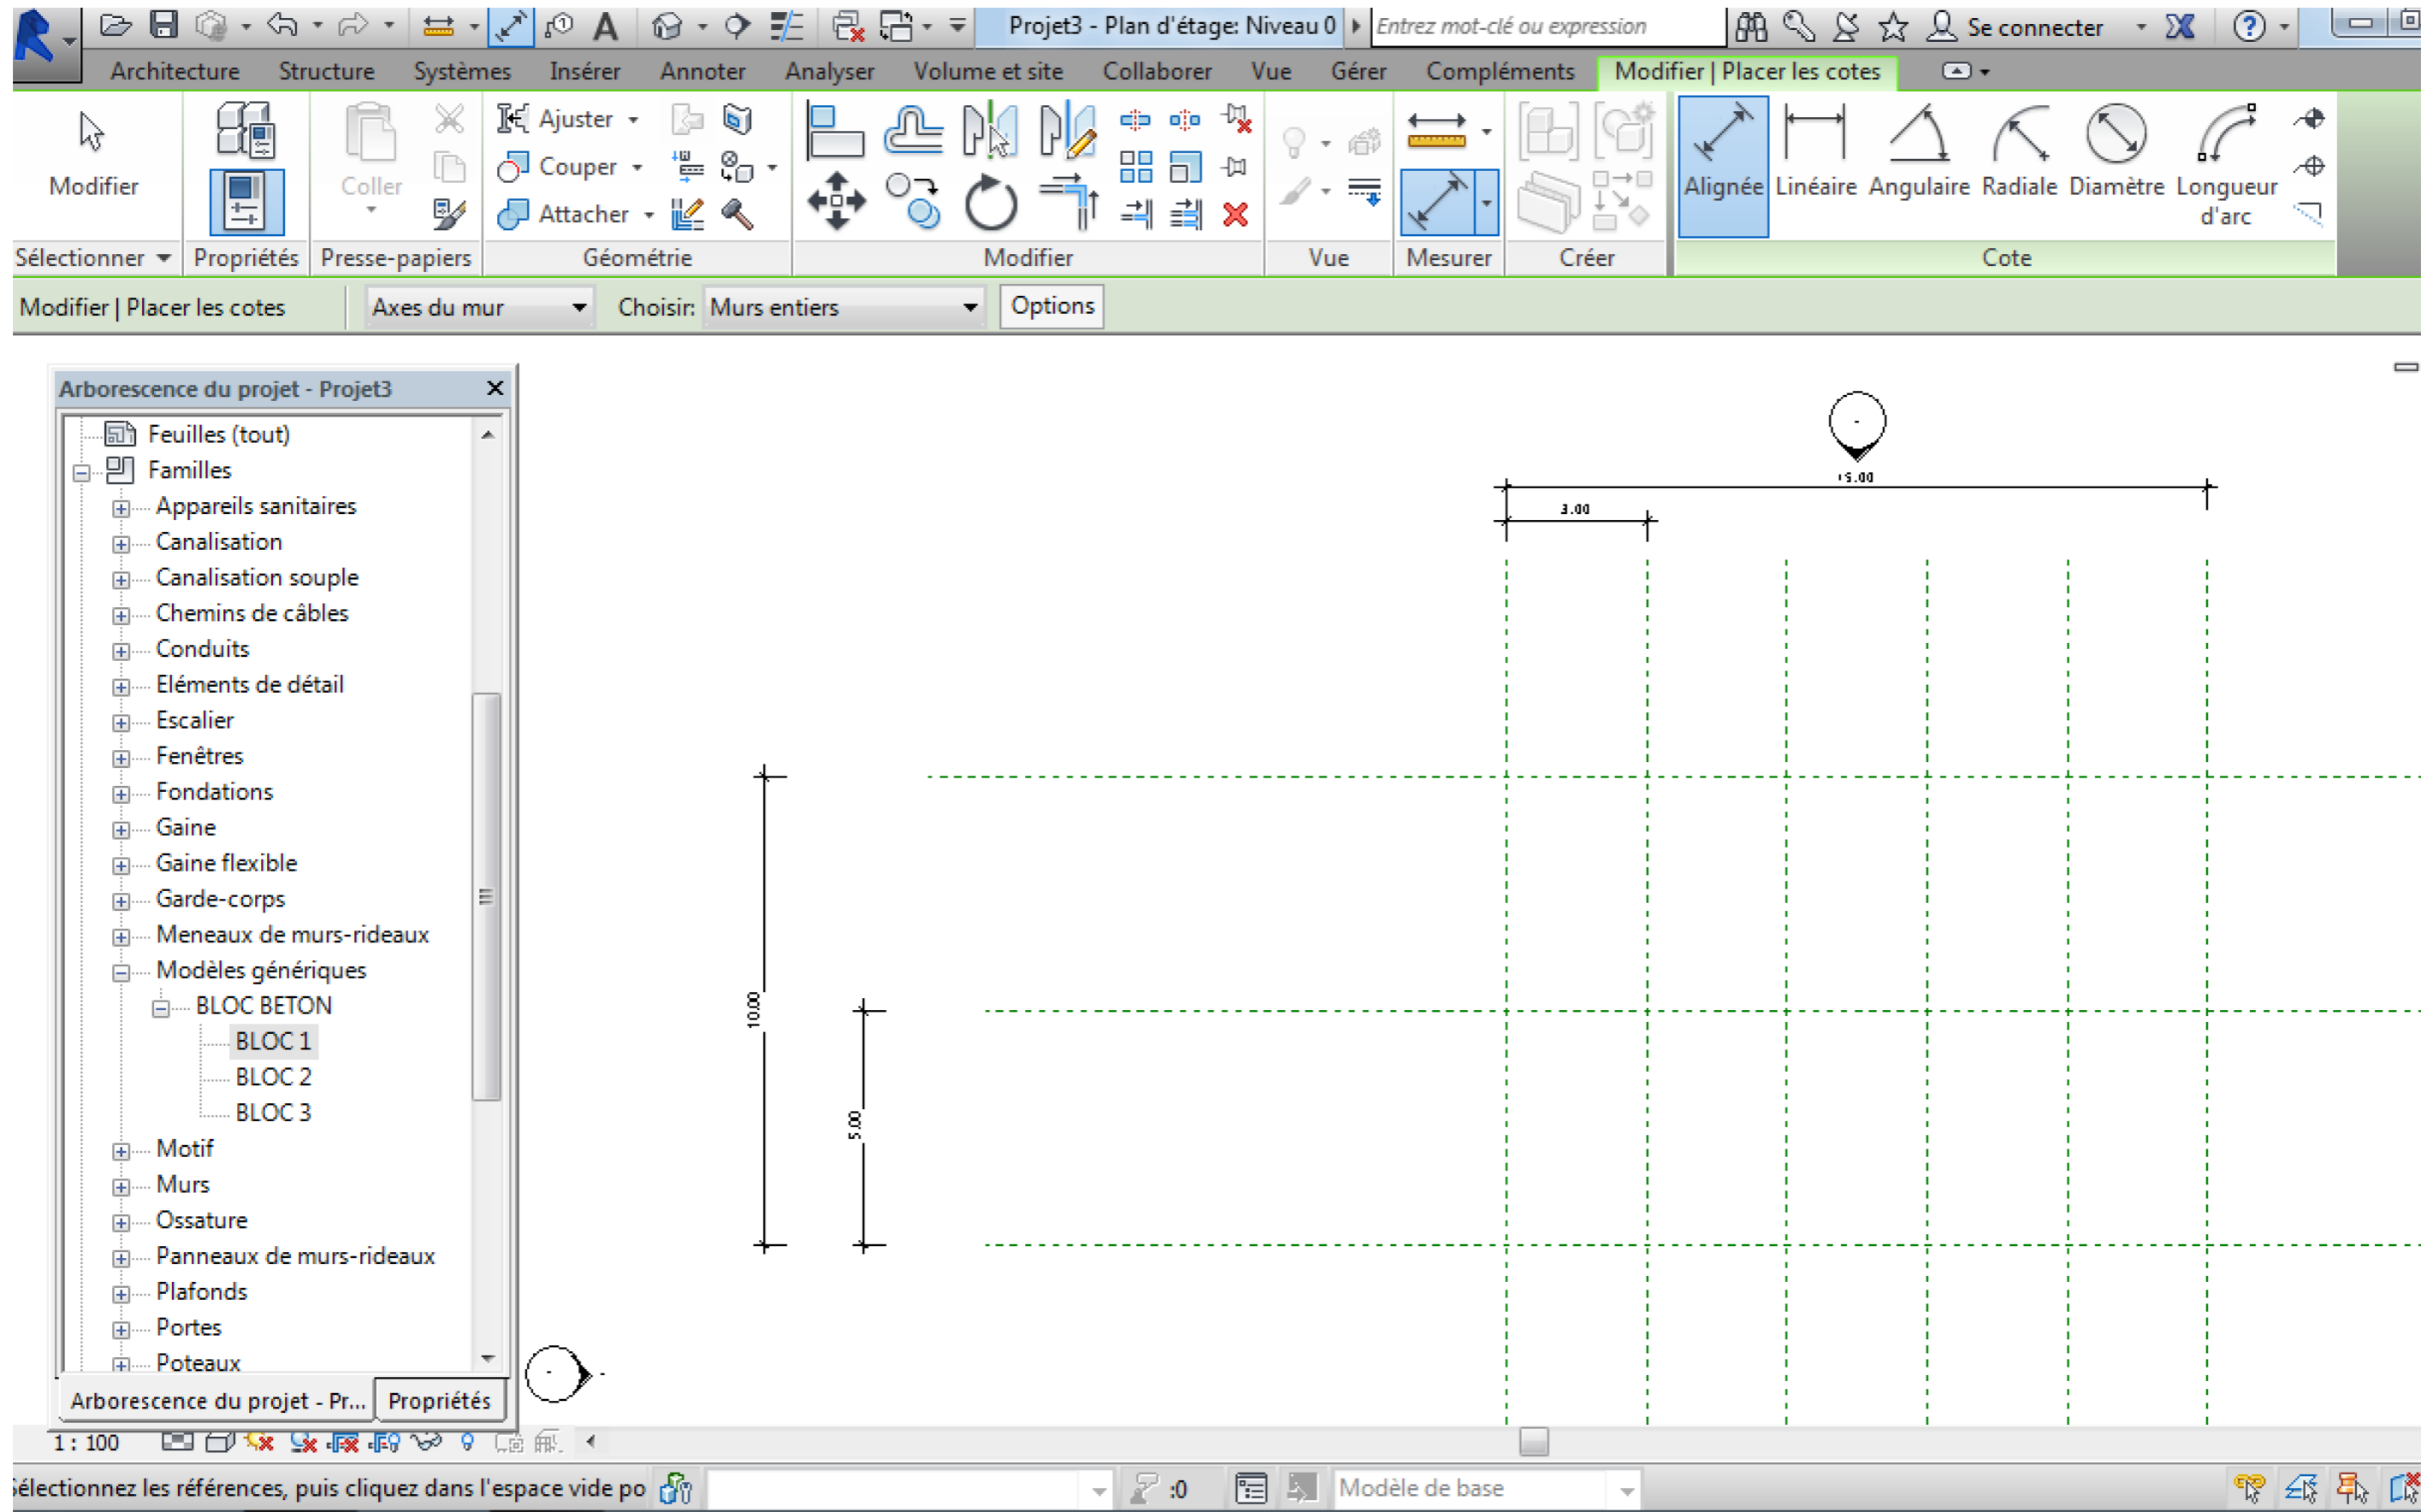 Projet3 - Plan d'étage: Niveau 0
Entrez mot-clé ou expression
Se connecter
Architecture Structure Systèmes Insérer Annoter Analyser Volume et site Collaborer Vue Gérer Compléments Modifier | Placer les cotes
Modifier
Coller
Ajuster
Couper
Attacher
Alignée Linéaire Angulaire Radiale Diamètre Longueur d'arc
Sélectionner Propriétés Presse-papiers Géométrie Modifier Vue Mesurer Créer Cote
Modifier | Placer les cotes Axes du mur Choisir: Murs entiers Options
Arborescence du projet - Projet3
Feuilles (tout)
Familles
Appareils sanitaires
Canalisation
Canalisation souple
Chemins de câbles
Conduits
Eléments de détail
Escalier
Fenêtres
Fondations
Gaine
Gaine flexible
Garde-corps
Meneaux de murs-rideaux
Modèles génériques
BLOC BETON
BLOC 1
BLOC 2
BLOC 3
Motif
Murs
Ossature
Panneaux de murs-rideaux
Plafonds
Portes
Poteaux
Arborescence du projet - Pr... Propriétés
15.00
3.00
10.00
5.00
1 : 100
électionnez les références, puis cliquez dans l'espace vide po
:0
Modèle de base